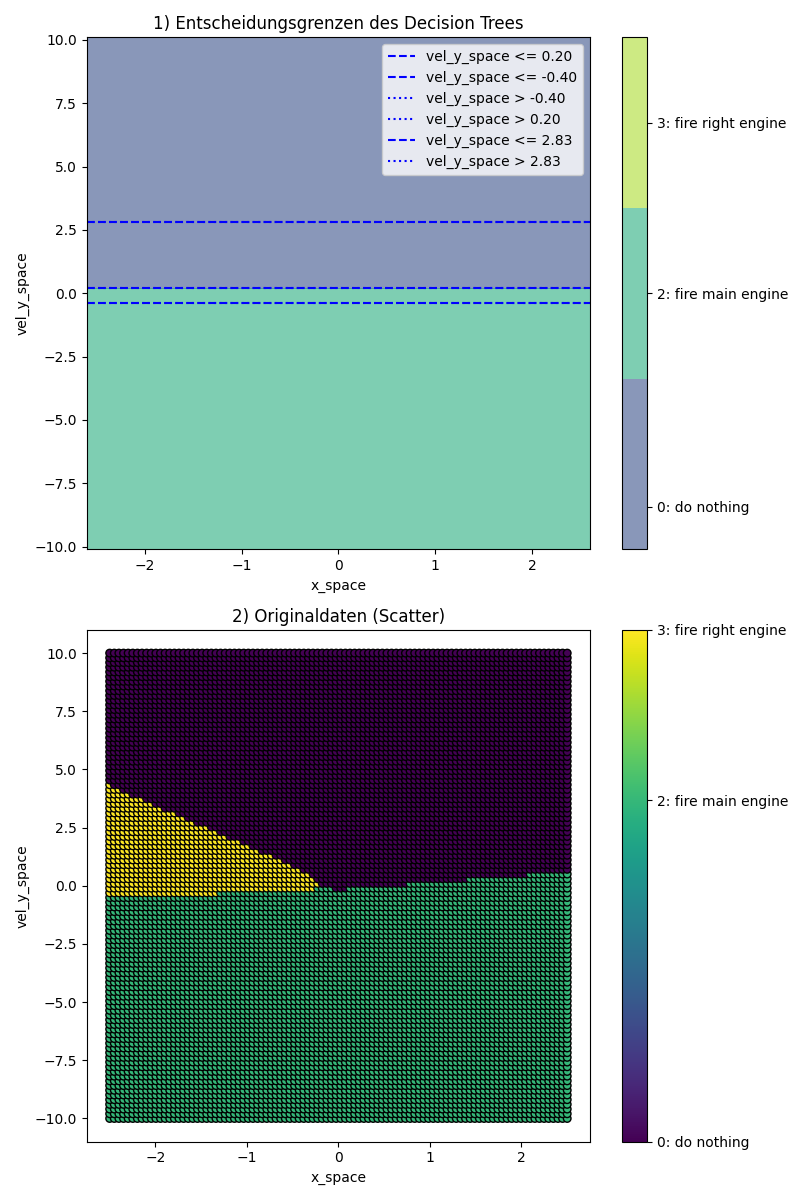 1) Entscheidungsgrenzen des Decision Trees
10.0
7.5
5.0
2.5
0.0
−2.5
−5.0
−7.5
−10.0
vel_y_space
vel_y_space <= 0.20
vel_y_space <= -0.40
vel_y_space > -0.40
vel_y_space > 0.20
vel_y_space <= 2.83
vel_y_space > 2.83
−2
−1
0
1
2
x_space
3: fire right engine
2: fire main engine
0: do nothing
2) Originaldaten (Scatter)
10.0
7.5
5.0
2.5
0.0
−2.5
−5.0
−7.5
−10.0
vel_y_space
−2
−1
0
1
2
x_space
3: fire right engine
2: fire main engine
0: do nothing